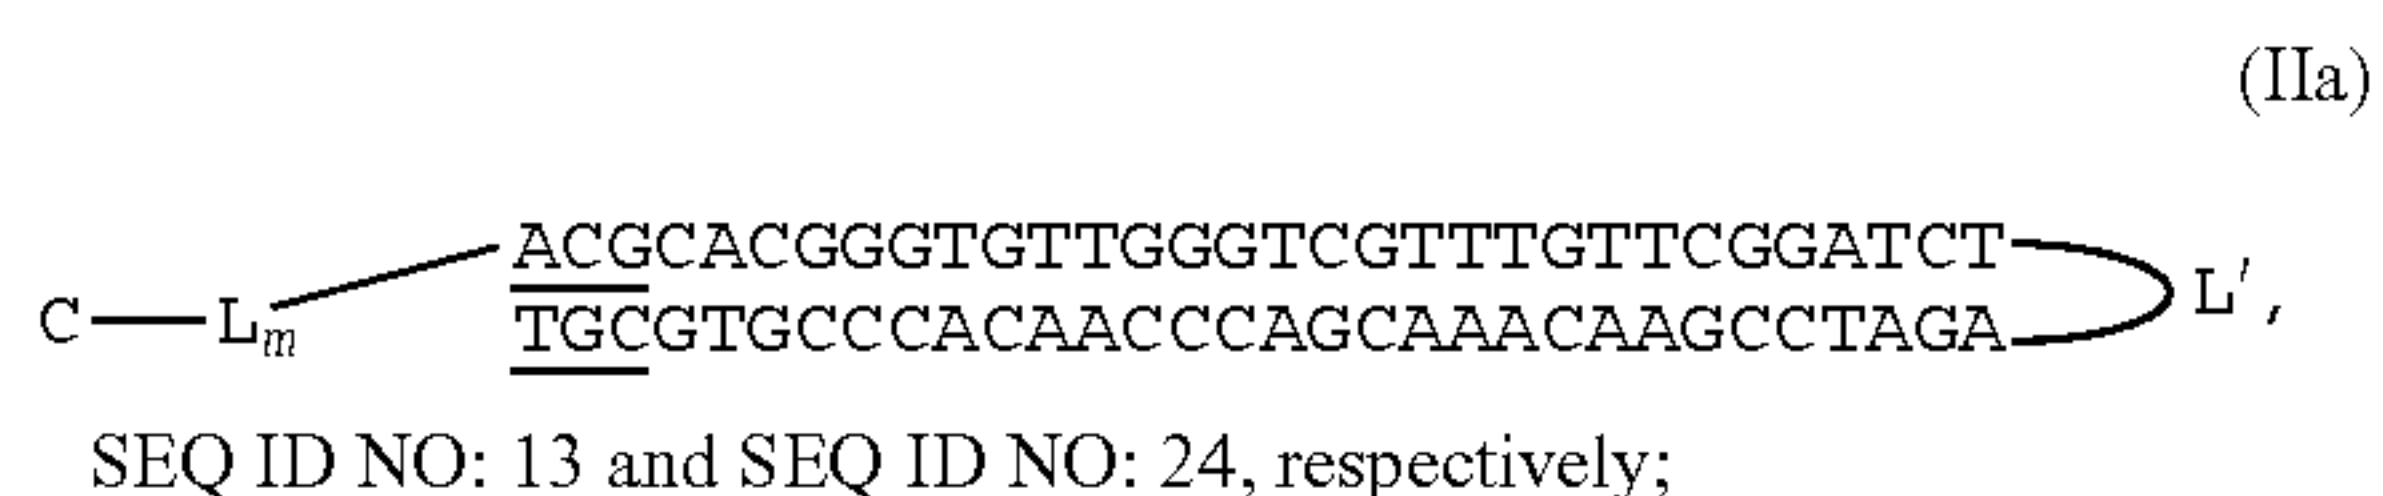 (IIa)
ACGCACGGGTGTTGGGTCGTTTGTTCGGATCT
C—Lm L′,
TGCGTGCCCACAACCCAGCAAACAAGCCTAGA
SEQ ID NO: 13 and SEQ ID NO: 24, respectively;